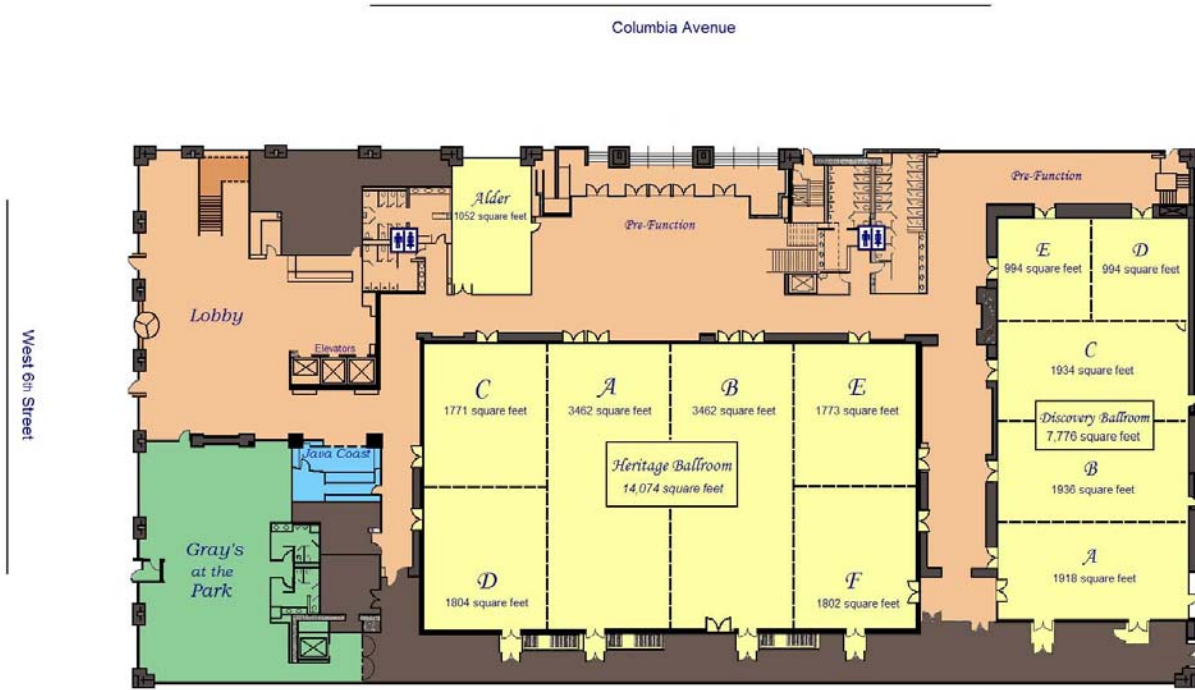 Columbia Avenue
West 6th Street
Pre-Function
Alder
1052 square feet
Pre-Function
E
994 square feet
D
994 square feet
Lobby
Elevators
C
1934 square feet
C
1771 square feet
A
3462 square feet
B
3462 square feet
E
1773 square feet
Discovery Ballroom
7,776 square feet
Java Coast
Heritage Ballroom
14,074 square feet
B
1936 square feet
Gray's
at the
Park
D
1804 square feet
F
1802 square feet
A
1918 square feet